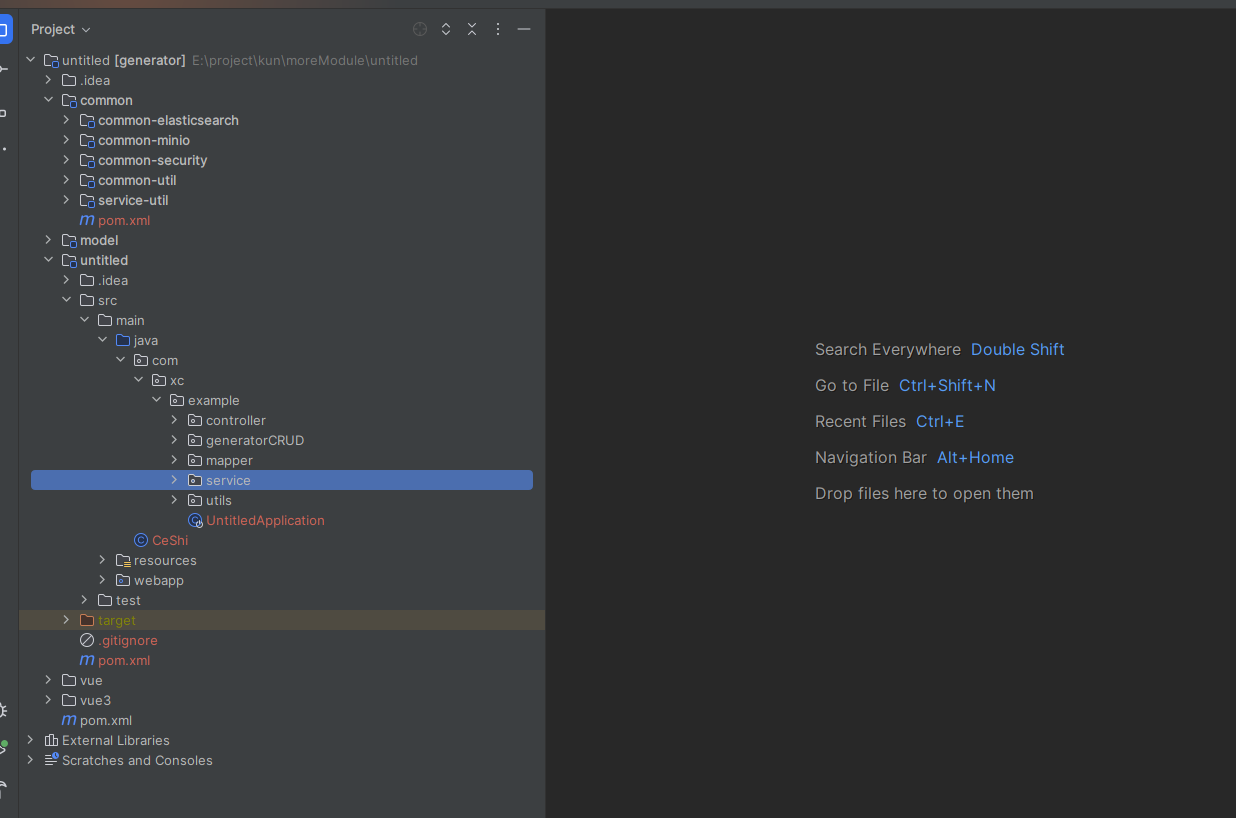 Project
untitled [generator] E:\project\kun\moreModule\untitled
.idea
common
common-elasticsearch
common-minio
common-security
common-util
service-util
m pom.xml
model
untitled
.idea
src
main
java
com
xc
example
controller
generatorCRUD
mapper
service
utils
UntitledApplication
CeShi
resources
webapp
test
target
.gitignore
m pom.xml
vue
vue3
m pom.xml
External Libraries
Scratches and Consoles
Search Everywhere Double Shift
Go to File Ctrl+Shift+N
Recent Files Ctrl+E
Navigation Bar Alt+Home
Drop files here to open them